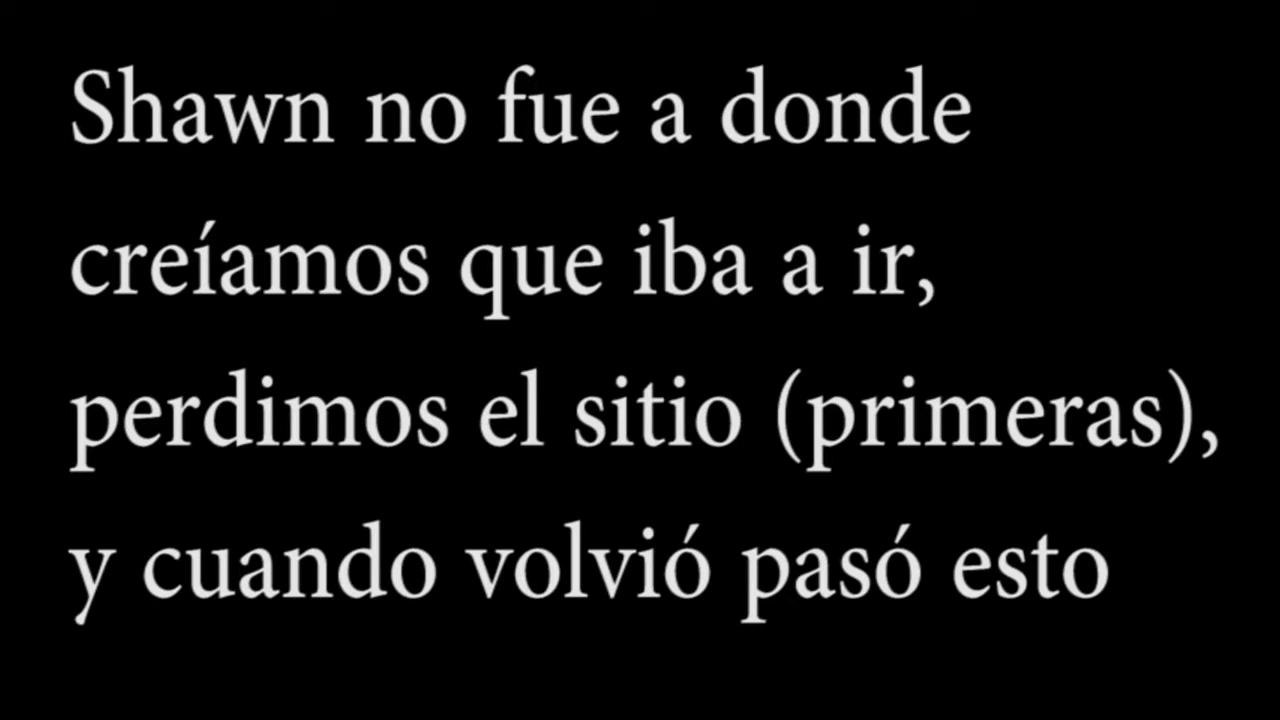 Shawn no fue a donde
creíamos que iba a ir,
perdimos el sitio (primeras),
y cuando volvió pasó esto